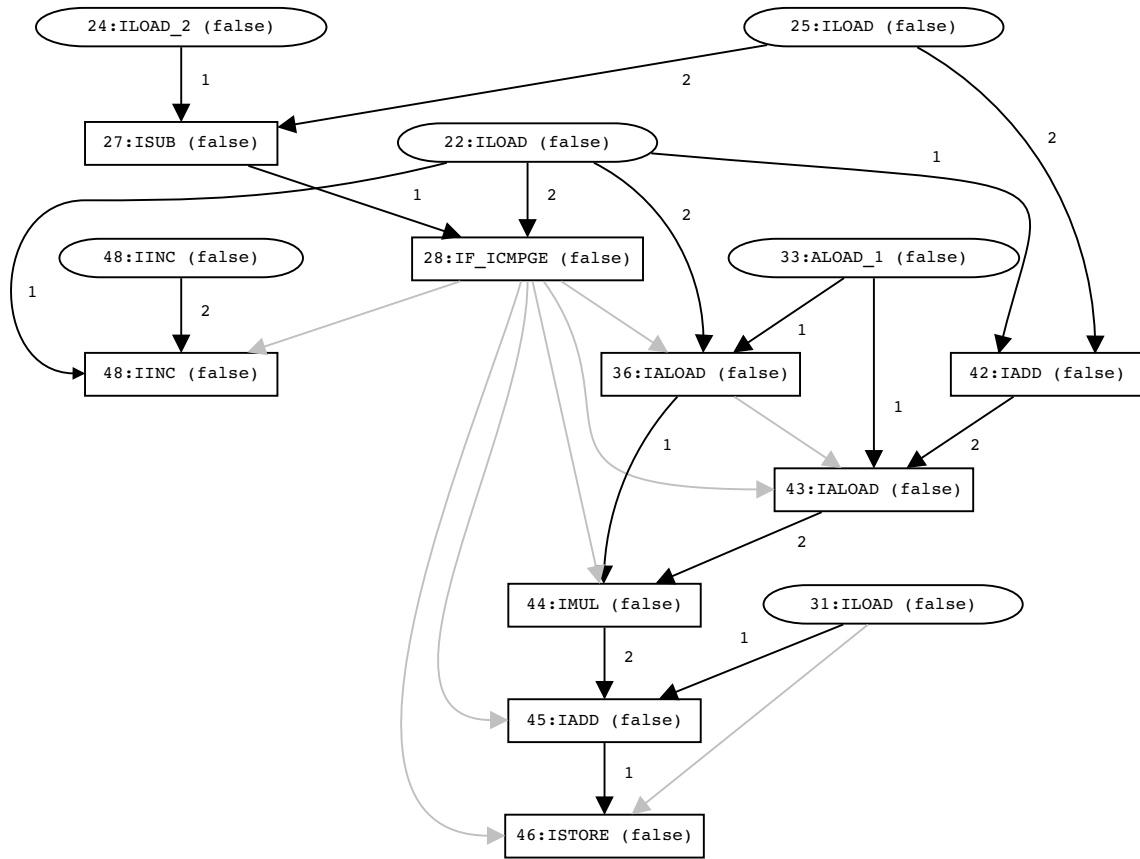 24:ILOAD_2 (false)
25:ILOAD (false)
1
2
2
27:ISUB (false)
22:ILOAD (false)
1
1
2
2
48:IINC (false)
28:IF_ICMPGE (false)
33:ALOAD_1 (false)
1
2
1
48:IINC (false)
36:IALOAD (false)
42:IADD (false)
1
1
2
43:IALOAD (false)
2
44:IMUL (false)
31:ILOAD (false)
2
1
45:IADD (false)
1
46:ISTORE (false)